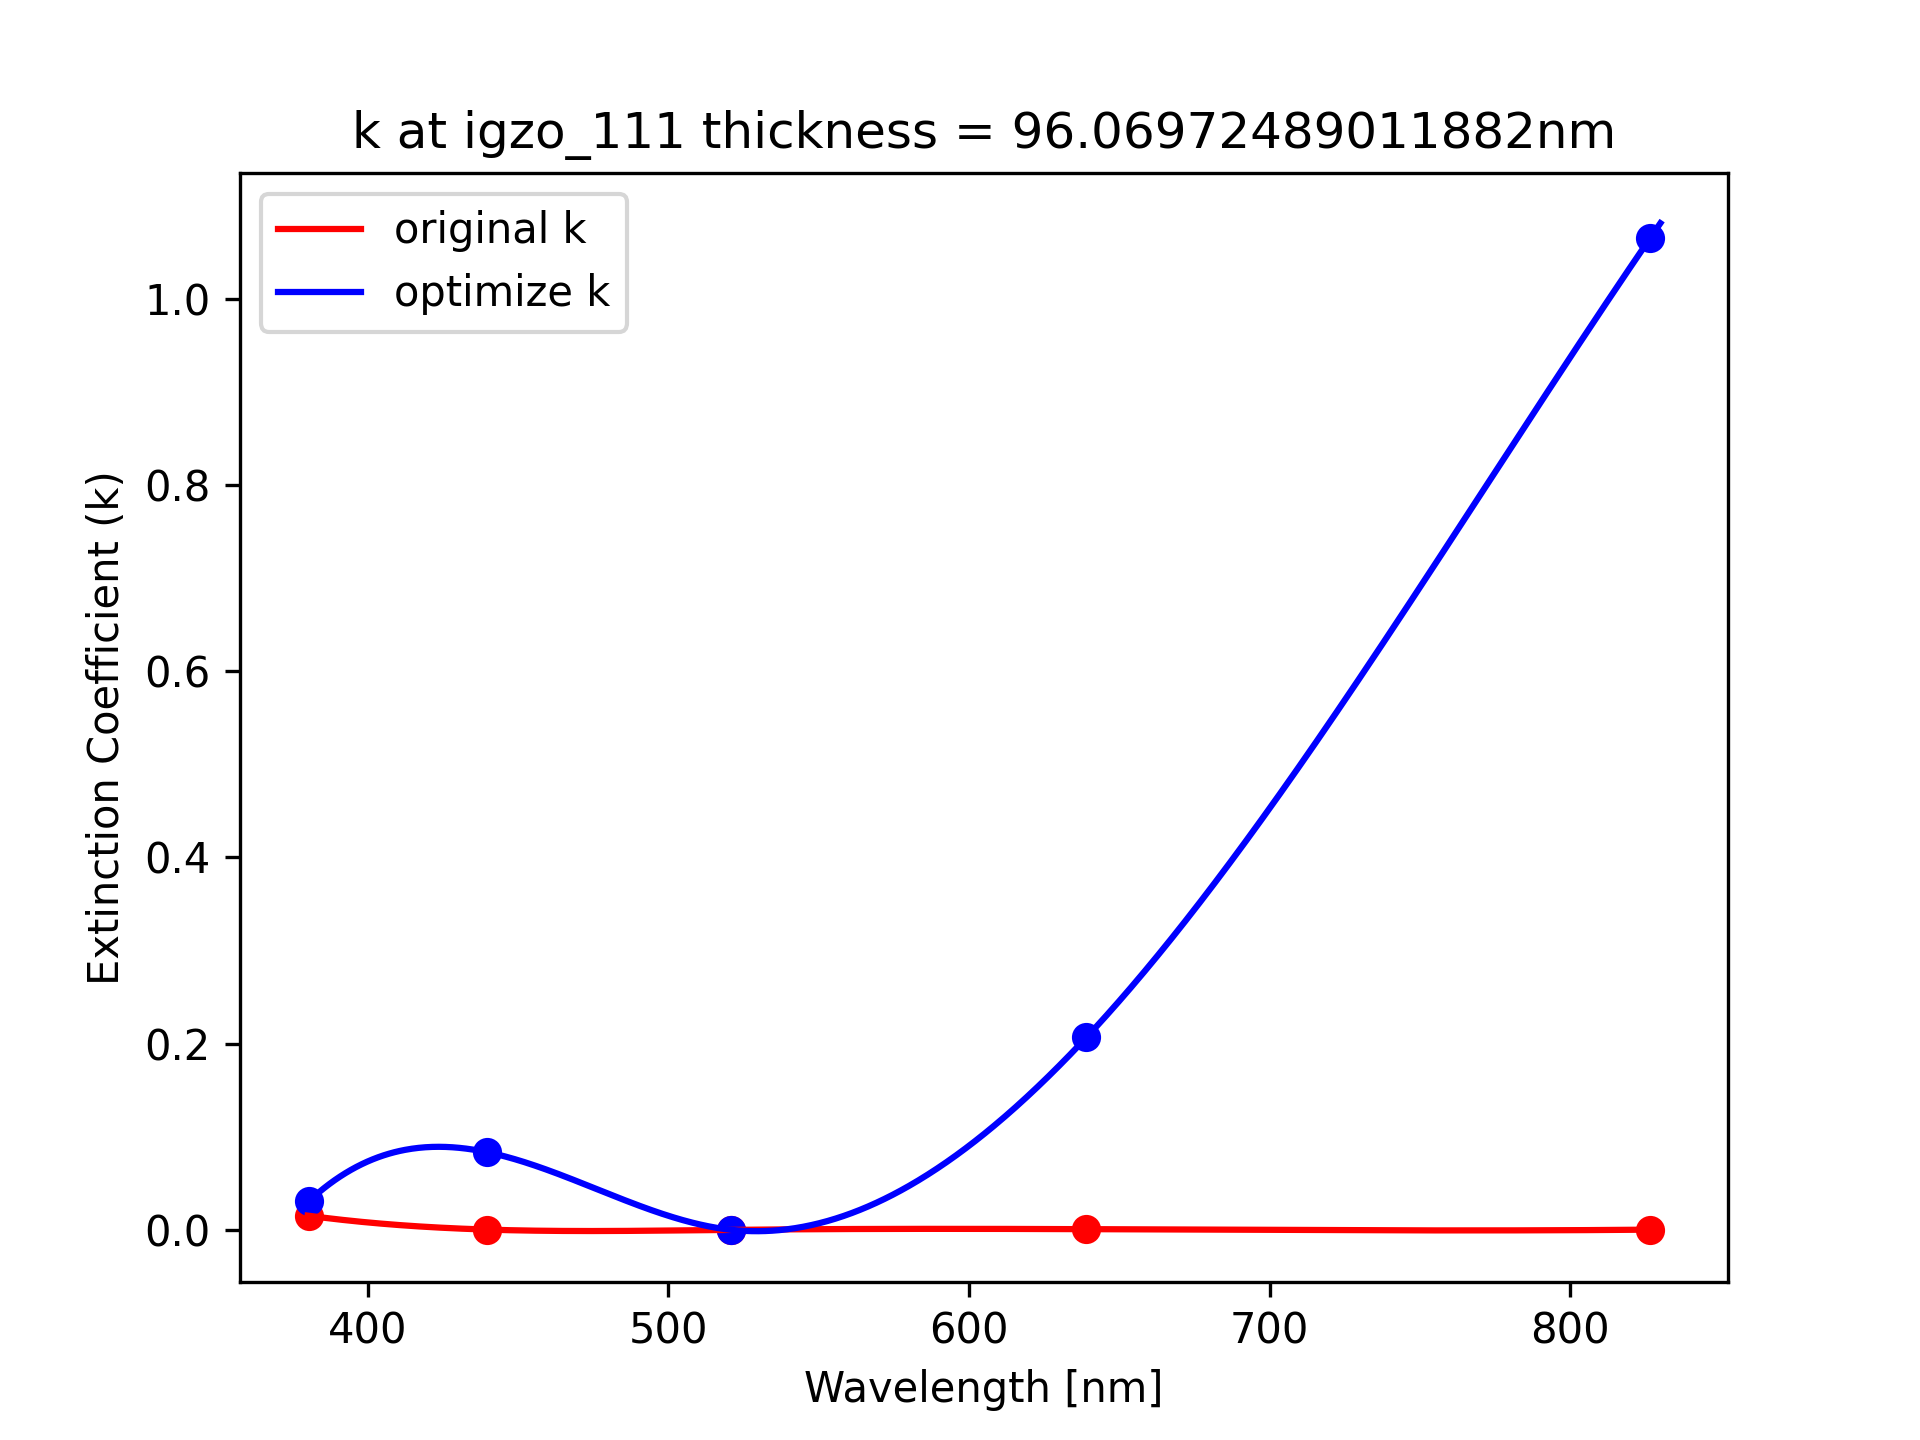 k at igzo_111 thickness = 96.06972489011882nm
original k
optimize k
Extinction Coefficient (k)
1.0
0.8
0.6
0.4
0.2
0.0
400 500 600 700 800
Wavelength [nm]